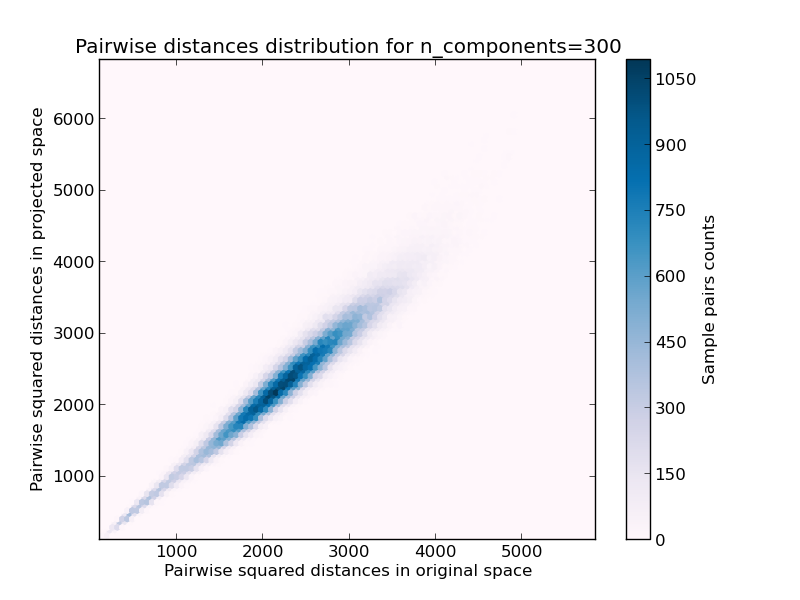 Pairwise distances distribution for n_components=300
Pairwise squared distances in projected space
6000
5000
4000
3000
2000
1000
1000 2000 3000 4000 5000
Pairwise squared distances in original space
1050
900
750
600
450
300
150
0
Sample pairs counts